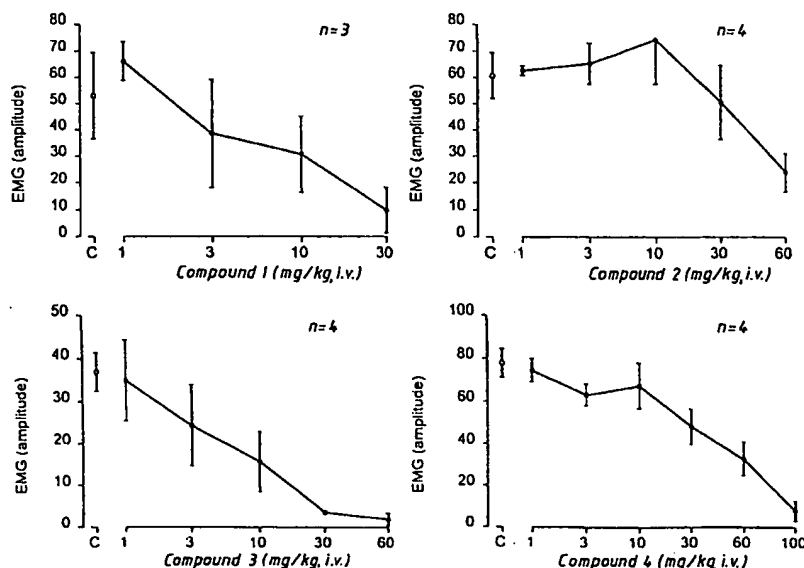 n=3
EMG (amplitude)
80
70
60
50
40
30
20
10
0
C 1 3 10 30
Compound 1 (mg/kg, i.v.)
n=4
EMG (amplitude)
80
70
60
50
40
30
20
10
0
C 1 3 10 30 60
Compound 2 (mg/kg, i.v.)
n=4
EMG (amplitude)
50
40
30
20
10
0
C 1 3 10 30 60
Compound 3 (mg/kg, i.v.)
n=4
EMG (amplitude)
100
80
60
40
20
0
C 1 3 10 30 60 100
Compound 4 (mg/kg i.v.)